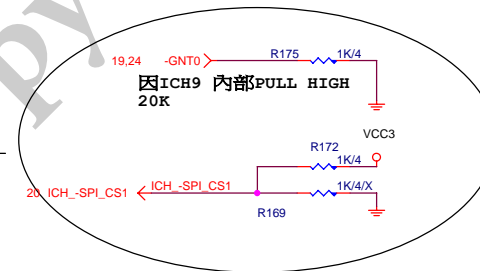 19,24 -GNT0 R175 1K/4
因ICH9 內部PULL HIGH
20K
VCC3
R172
1K/4
20 ICH_-SPI_CS1 ICH_-SPI_CS1 1K/4/X
R169
py